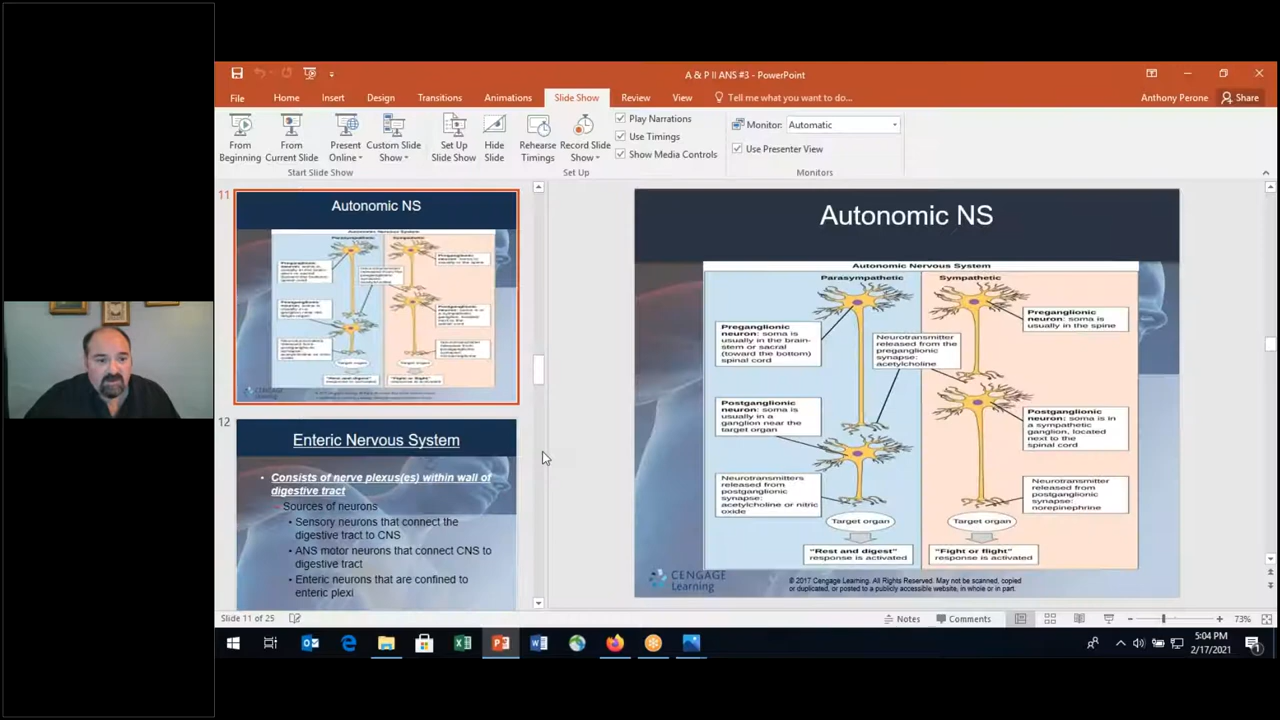 A & P II ANS #3 - PowerPoint
File
Home
Insert
Design
Transitions
Animations
Slide Show
Review
View
Tell me what you want to do...
Anthony Perone
Share
From
Beginning
From
Current Slide
Present
Online
Custom Slide
Show
Set Up
Slide Show
Hide
Slide
Rehearse
Timings
Record Slide
Show
Play Narrations
Use Timings
Show Media Controls
Monitor: Automatic
Use Presenter View
Start Slide Show
Set Up
Monitors
11
Autonomic NS
Autonomic Nervous System
Parasympathetic
Sympathetic
12
Enteric Nervous System
• Consists of nerve plexus(es) within wall of
digestive tract
Sources of neurons
• Sensory neurons that connect the
digestive tract to CNS
• ANS motor neurons that connect CNS to
digestive tract
• Enteric neurons that are confined to
enteric plexi
Autonomic NS
Autonomic Nervous System
Parasympathetic
Sympathetic
Preganglionic
neuron: soma is
usually in the brain-
stem or sacral
(toward the bottom)
spinal cord
Neurotransmitter
released from the
preganglionic
synapse:
acetylcholine
Preganglionic
neuron: soma is
usually in the spine
Postganglionic
neuron: soma is
usually in a
ganglion near the
target organ
Postganglionic
neuron: soma is in
a sympathetic
ganglion, located
next to the
spinal cord
Neurotransmitters
released from
postganglionic
synapse:
acetylcholine or nitric
oxide
Neurotransmitter
released from
postganglionic
synapse:
norepinephrine
Target organ
Target organ
"Rest and digest"
response is activated
"Fight or flight"
response is activated
CENGAGE
Learning
© 2017 Cengage Learning. All Rights Reserved. May not be scanned, copied
or duplicated, or posted to a publicly accessible website, in whole or in part.
Slide 11 of 25
Notes
Comments
73%
5:04 PM
2/17/2021